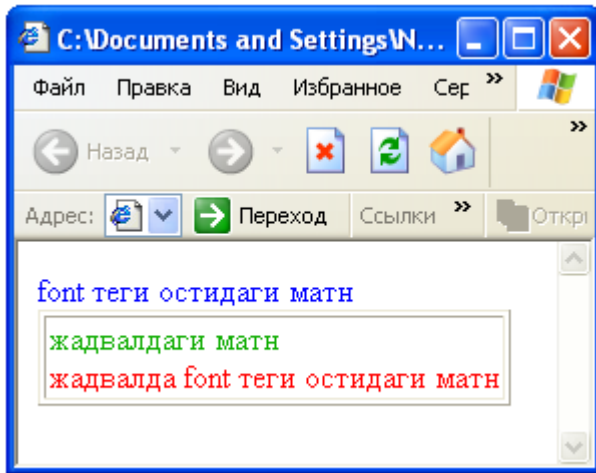 C:\Documents and Settings\N...
Файл Правка Вид Избранное Сер »
Назад »
Адрес: Переход Ссылки » Откры
font теги остидаги матн
жадвалдаги матн
жадвалда font теги остидаги матн